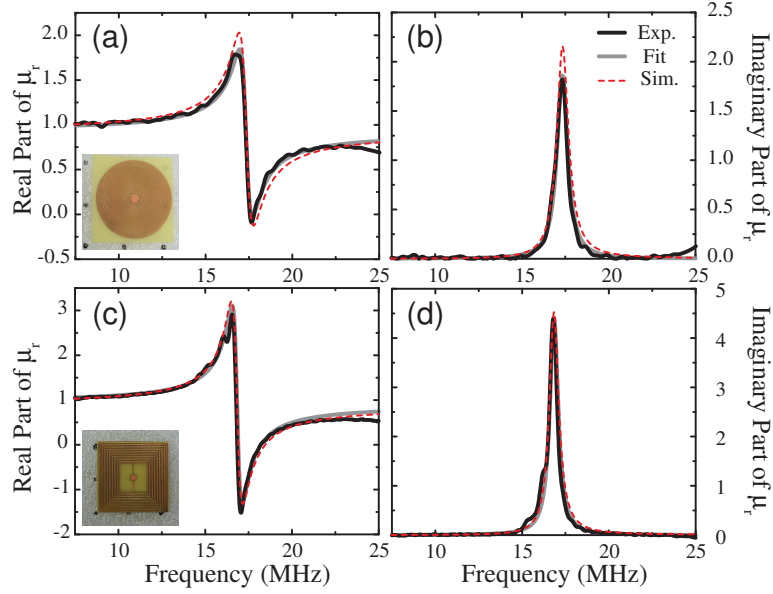 (a)
Real Part of μr
2.0
1.5
1.0
0.5
0.0
-0.5
10 15 20 25
(b)
Exp.
Fit
Sim.
Imaginary Part of μr
2.5
2.0
1.5
1.0
0.5
0.0
10 15 20 25
(c)
Real Part of μr
3
2
1
0
-1
-2
10 15 20 25
Frequency (MHz)
(d)
Imaginary Part of μr
5
4
3
2
1
0
10 15 20 25
Frequency (MHz)